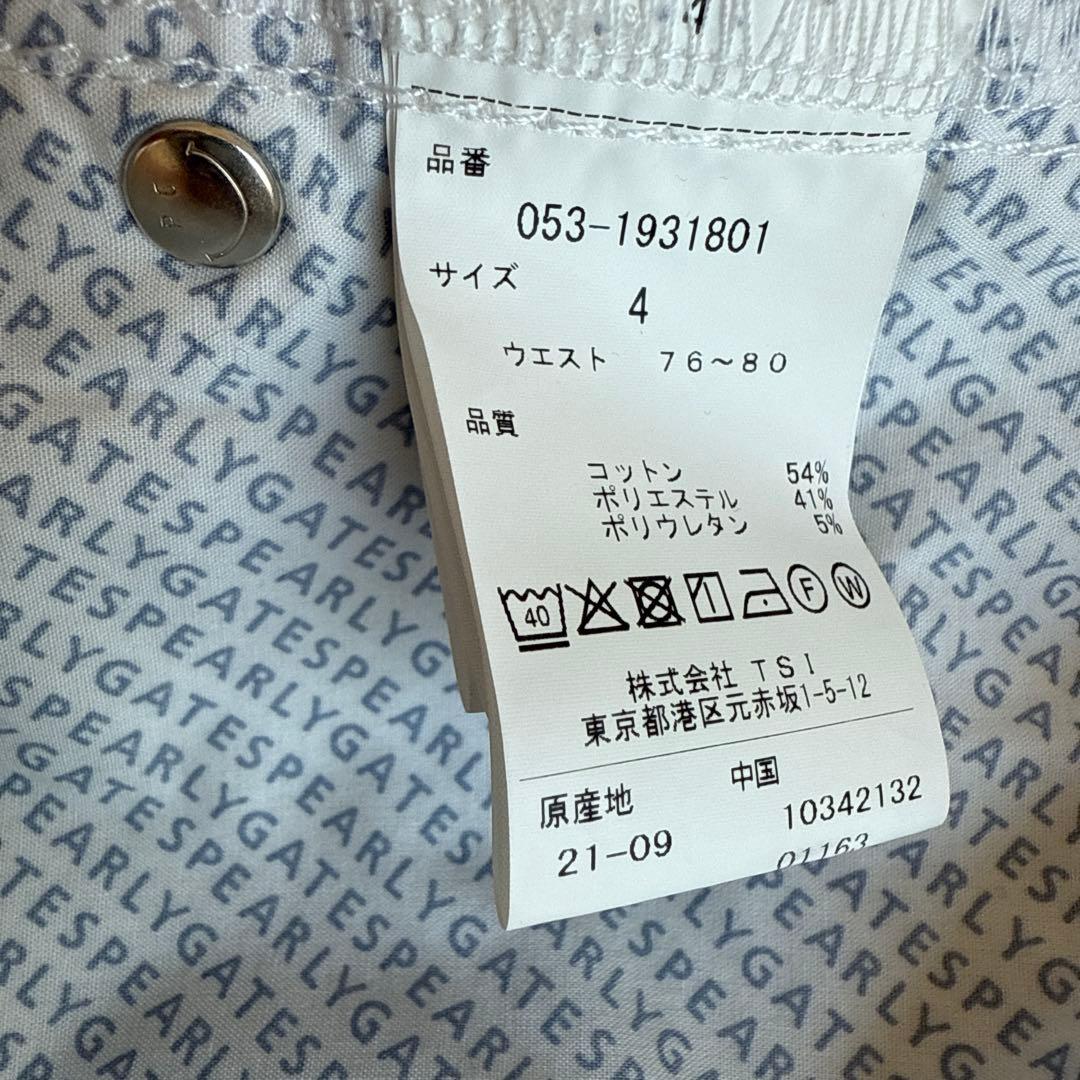 品番
053-1931801
サイズ
4
ウエスト 76~80
品質
コットン 54%
ポリエステル 41%
ポリウレタン 5%
40
F W
株式会社 TSI
東京都港区元赤坂1-5-12
原産地 中国
21-09 10342132
01163
PEARLYGATES